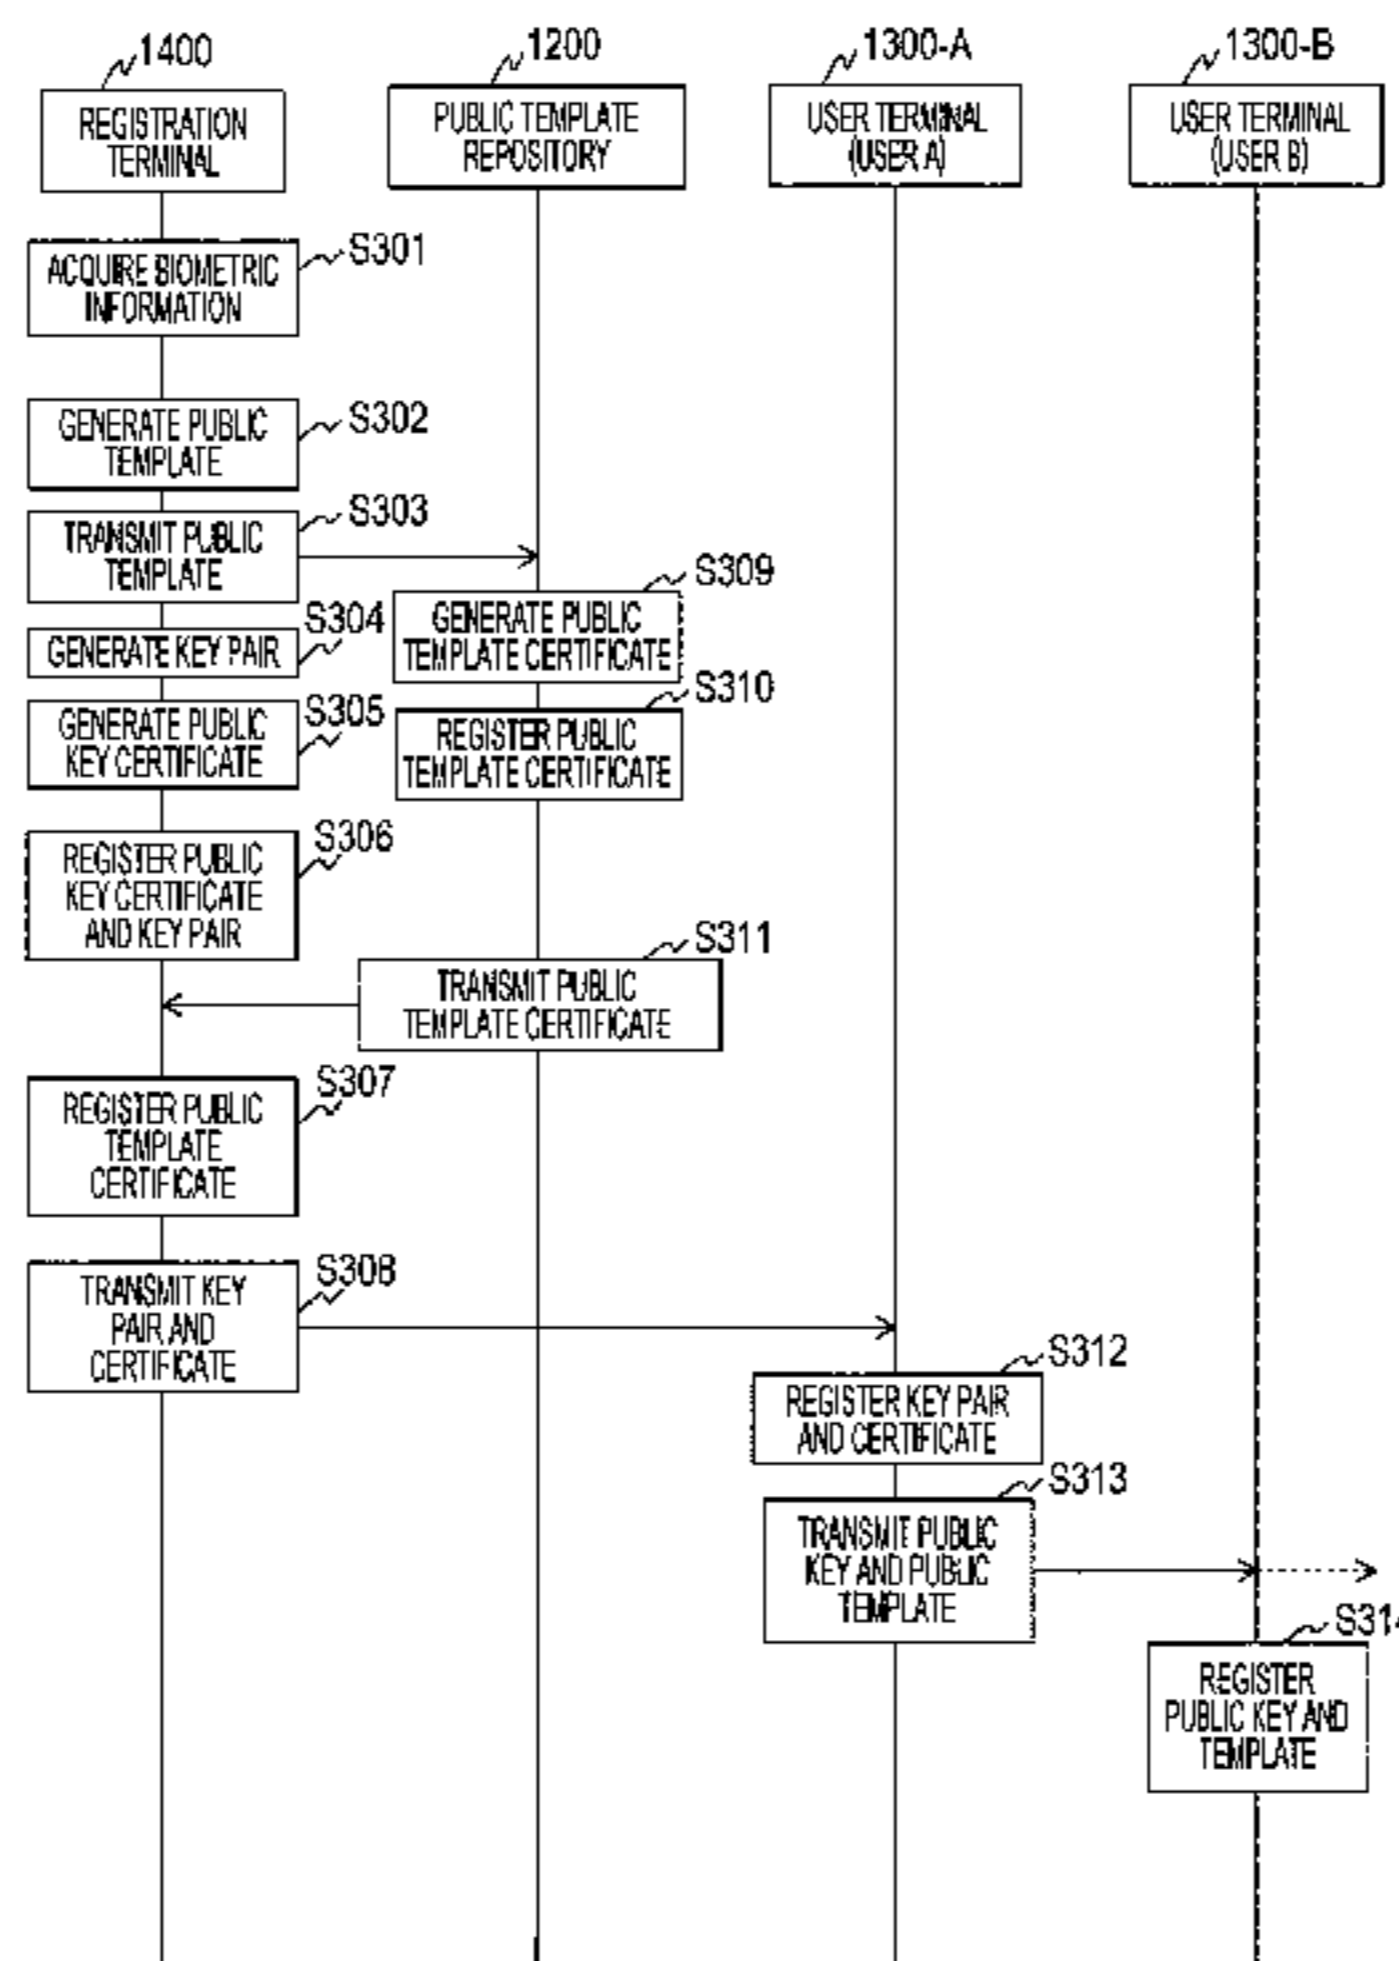 1400
1200
1300-A
1300-B
REGISTRATION
TERMINAL
PUBLIC TEMPLATE
REPOSITORY
USER TERMINAL
(USER A)
USER TERMINAL
(USER B)
S301
ACQUIRE BIOMETRIC
INFORMATION
S302
GENERATE PUBLIC
TEMPLATE
S303
TRANSMIT PUBLIC
TEMPLATE
S309
GENERATE PUBLIC
TEMPLATE CERTIFICATE
S304
GENERATE KEY PAIR
S310
REGISTER PUBLIC
TEMPLATE CERTIFICATE
S305
GENERATE PUBLIC
KEY CERTIFICATE
S306
REGISTER PUBLIC
KEY CERTIFICATE
AND KEY PAIR
S311
TRANSMIT PUBLIC
TEMPLATE CERTIFICATE
S307
REGISTER PUBLIC
TEMPLATE
CERTIFICATE
S308
TRANSMIT KEY
PAIR AND
CERTIFICATE
S312
REGISTER KEY PAIR
AND CERTIFICATE
S313
TRANSMIT PUBLIC
KEY AND PUBLIC
TEMPLATE
S314
REGISTER
PUBLIC KEY AND
TEMPLATE